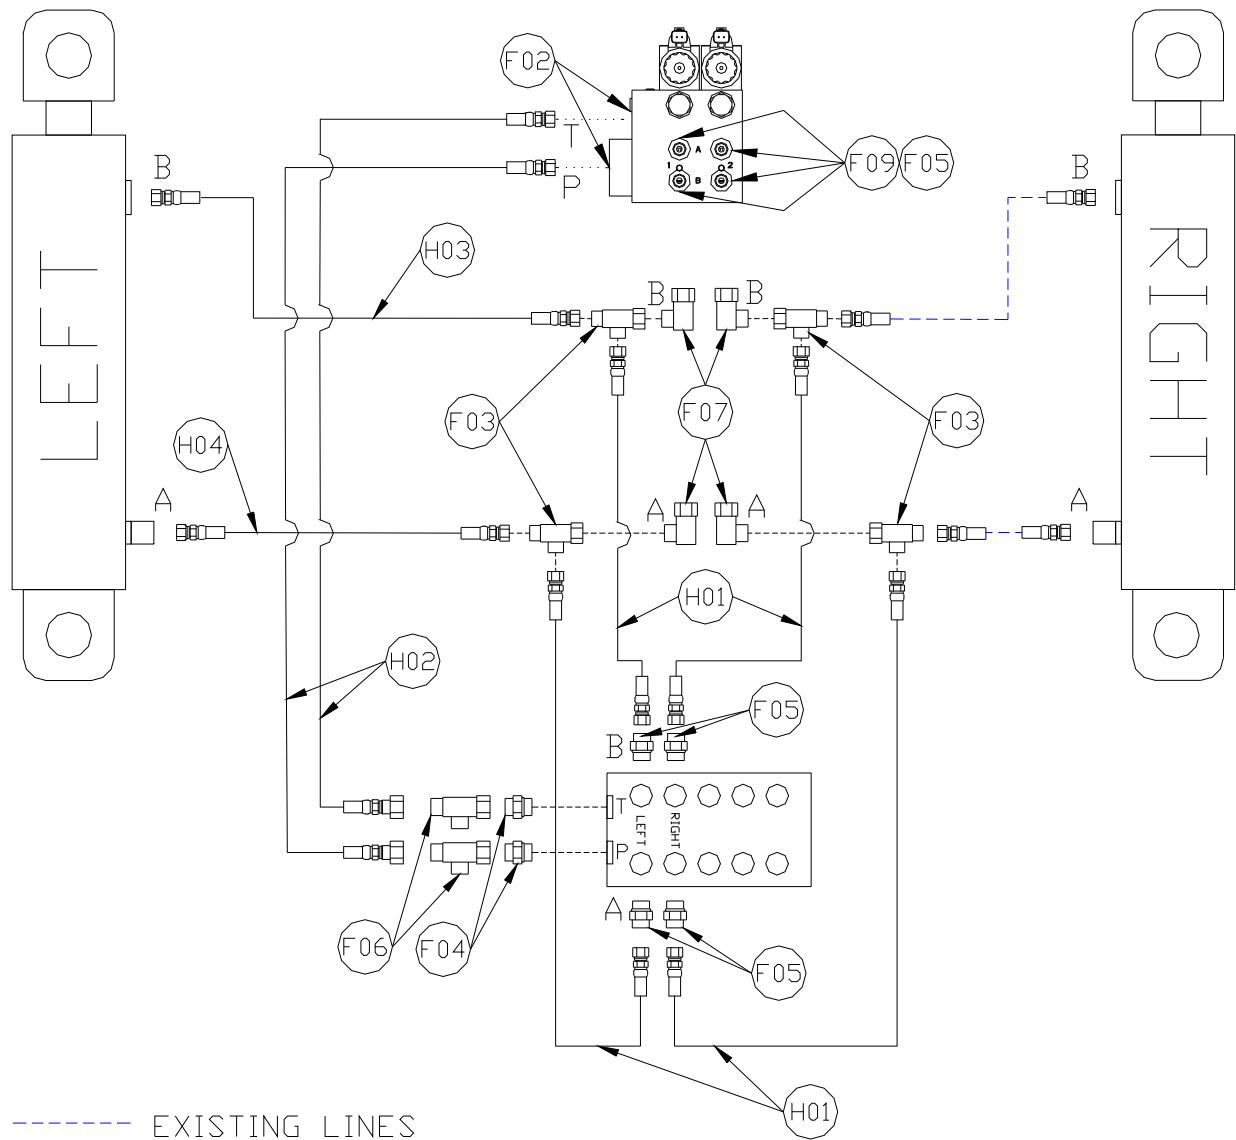 F02
T
A
1
2
B
P
F09
F05
B
B
LEFT
RIGHT
H03
B
B
F03
F07
F03
H04
A
A
A
A
H01
H02
F05
B
T
LEFT
RIGHT
P
A
F06
F04
F05
H01
EXISTING LINES